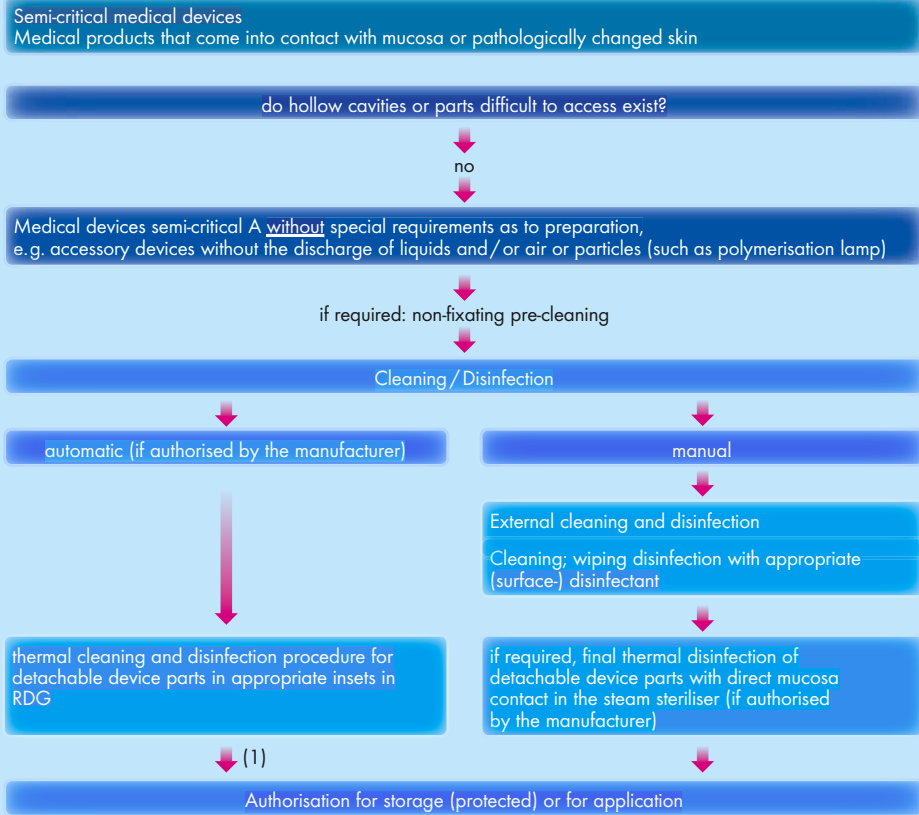 Semi-critical medical devices
Medical products that come into contact with mucosa or pathologically changed skin
do hollow cavities or parts difficult to access exist?
no
Medical devices semi-critical A without special requirements as to preparation,
e.g. accessory devices without the discharge of liquids and/or air or particles (such as polymerisation lamp)
if required: non-fixating pre-cleaning
Cleaning/Disinfection
automatic (if authorised by the manufacturer)
manual
External cleaning and disinfection
Cleaning; wiping disinfection with appropriate
(surface-) disinfectant
thermal cleaning and disinfection procedure for
detachable device parts in appropriate insets in
RDG
if required, final thermal disinfection of
detachable device parts with direct mucosa
contact in the steam steriliser (if authorised
by the manufacturer)
(1)
Authorisation for storage (protected) or for application